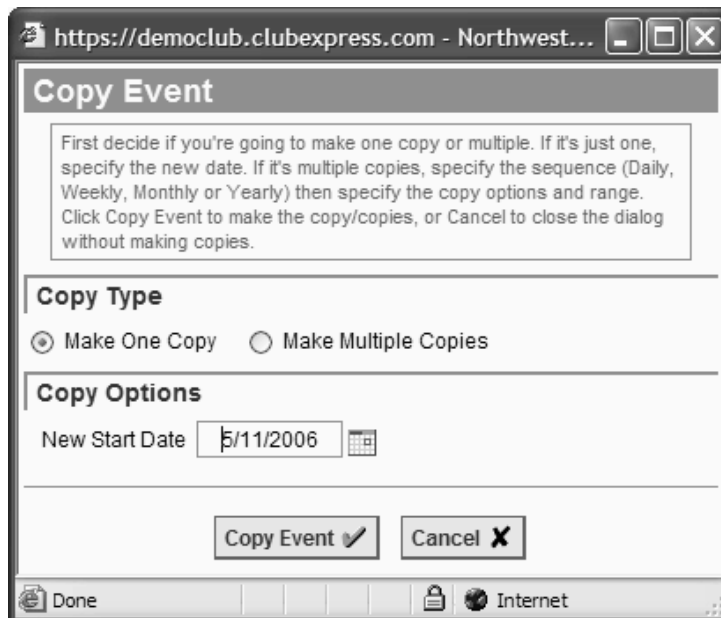 https://democlub.clubexpress.com - Northwest...
Copy Event
First decide if you're going to make one copy or multiple. If it's just one,
specify the new date. If it's multiple copies, specify the sequence (Daily,
Weekly, Monthly or Yearly) then specify the copy options and range.
Click Copy Event to make the copy/copies, or Cancel to close the dialog
without making copies.
Copy Type
Make One Copy Make Multiple Copies
Copy Options
New Start Date 5/11/2006
Copy Event Cancel
Done Internet